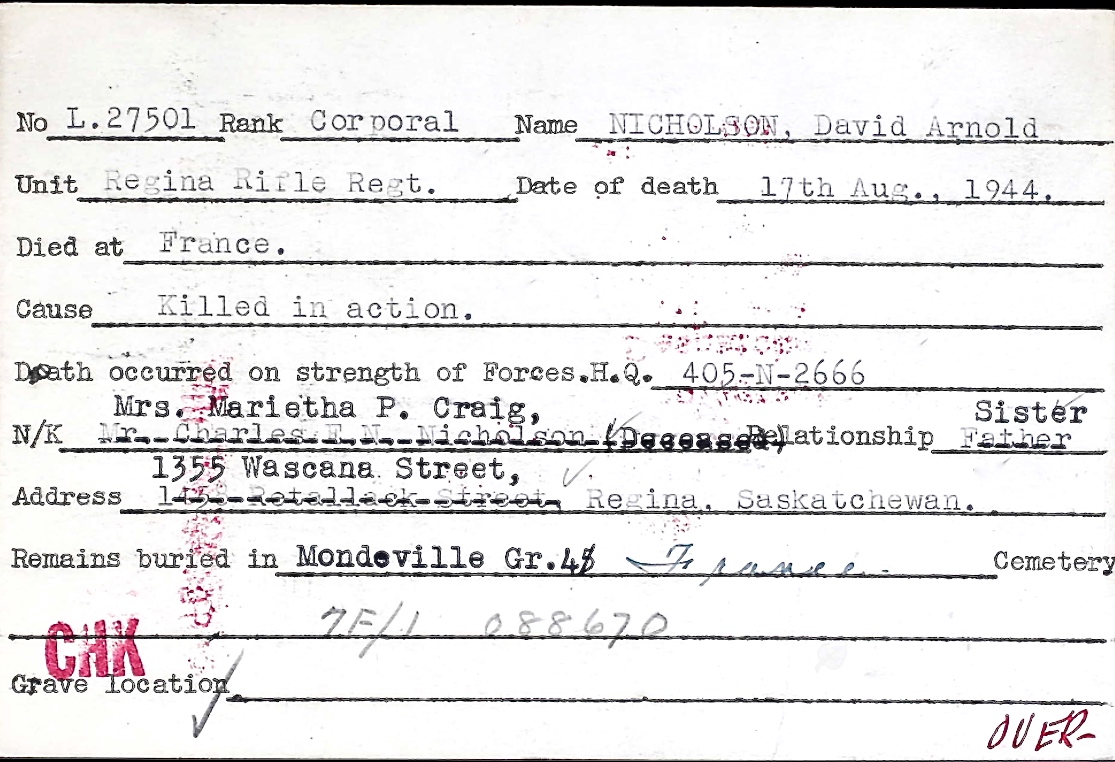 No L.27501 Rank Corporal Name NICHOLSON, David Arnold
Unit Regina Rifle Regt. Date of death 17th Aug., 1944.
Died at France.
Cause Killed in action.
Death occurred on strength of Forces.H.Q. 405-N-2666
Mrs. Marietha P. Craig, Sister
N/K Mr. Charles F.N. Nicholson (Deceased) Relationship Father
1355 Wascana Street,
Address Retallack Street, Regina, Saskatchewan.
Remains buried in Mondeville Gr. France. Cemetery
7F/1 088670
CHK
Grave location
OVER-